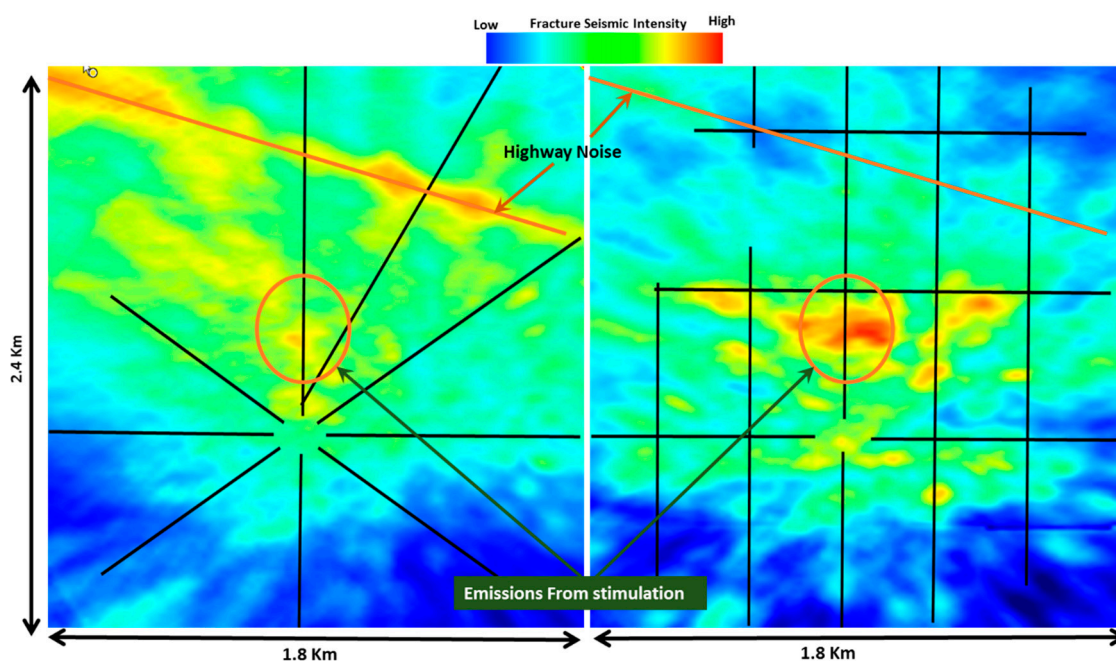 Low Fracture Seismic Intensity High
Highway Noise
2.4 Km
Emissions From stimulation
1.8 Km
1.8 Km